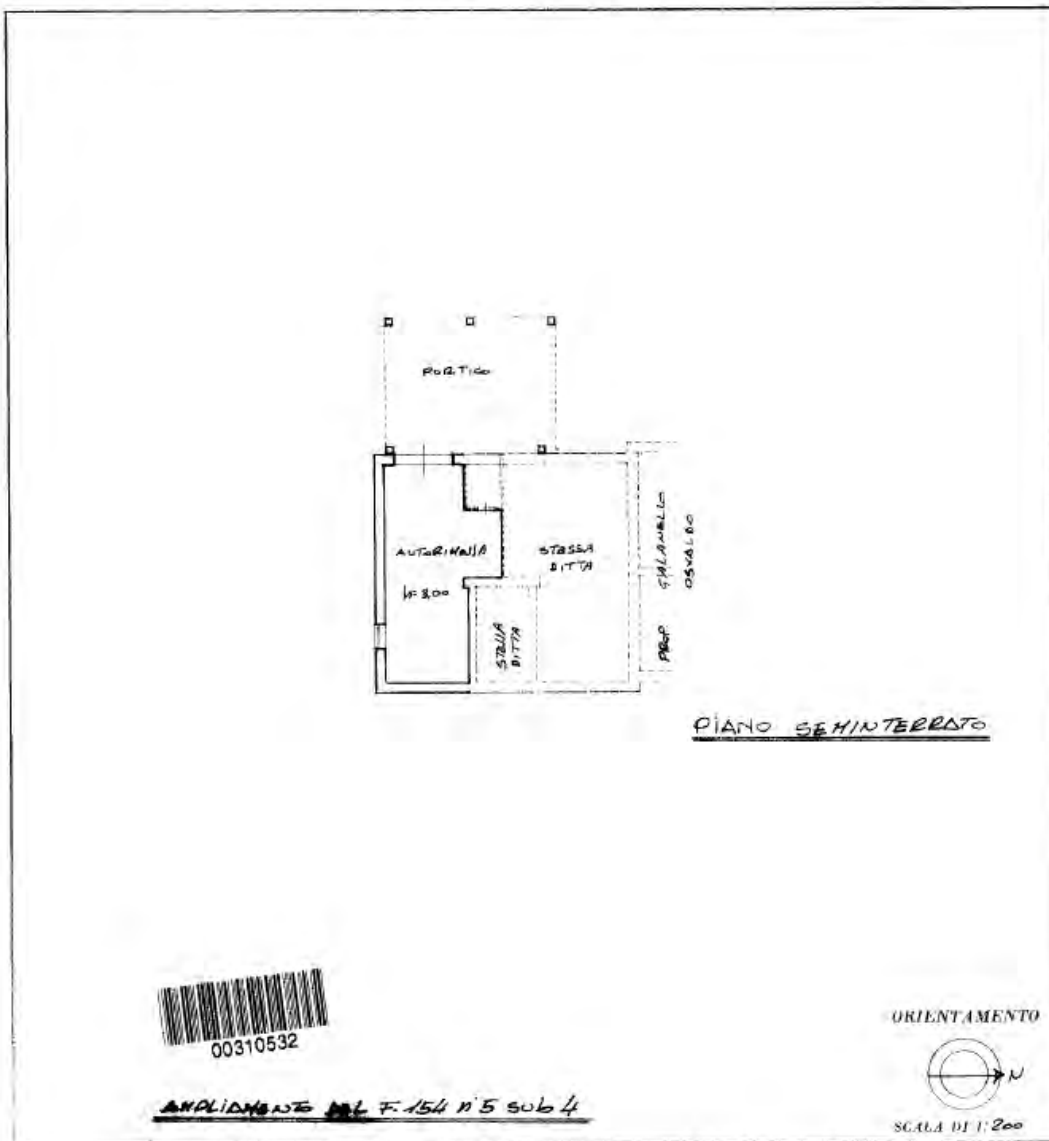 PORTICO
AUTORIMESSA
H= 3,00
STESSA
DITTA
STESSA
DITTA
PROP GALANELLO
OSVALDO
PIANO SEMINTERRATO
00310532
AMPLIAMENTO DEL F. 154 n 5 sub 4
ORIENTAMENTO
N
SCALA DI 1: 200